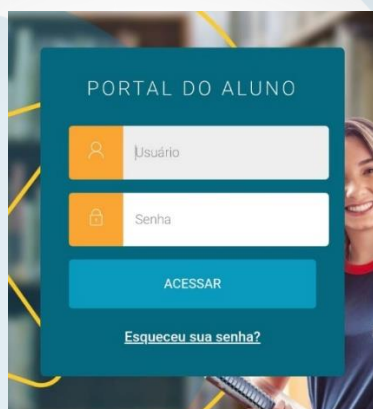 PORTAL DO ALUNO
Usuário
Senha
ACESSAR
Esqueceu sua senha?